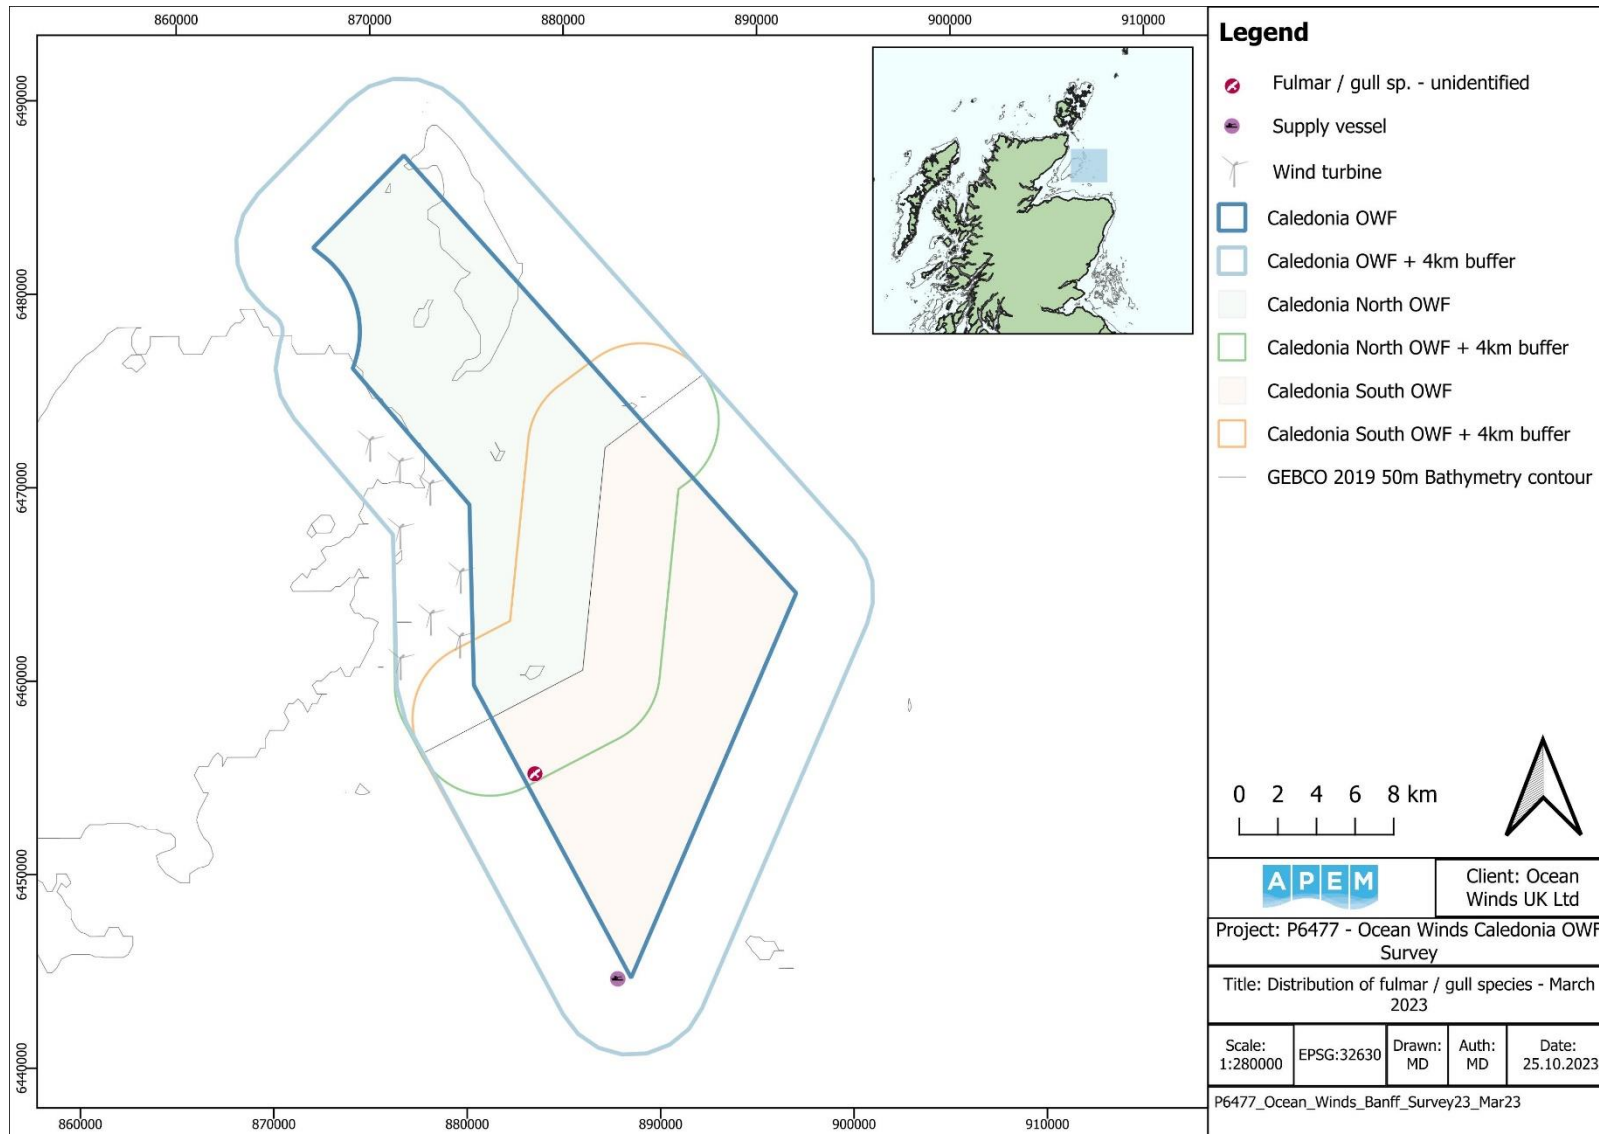 860000 870000 880000 890000 900000 910000
6490000
6480000
6470000
6460000
6450000
6440000
860000 870000 880000 890000 900000 910000
Legend
Fulmar / gull sp. - unidentified
Supply vessel
Wind turbine
Caledonia OWF
Caledonia OWF + 4km buffer
Caledonia North OWF
Caledonia North OWF + 4km buffer
Caledonia South OWF
Caledonia South OWF + 4km buffer
GEBCO 2019 50m Bathymetry contour
0 2 4 6 8 km
APEM
Client: Ocean
Winds UK Ltd
Project: P6477 - Ocean Winds Caledonia OWF
Survey
Title: Distribution of fulmar / gull species - March
2023
Scale:
1:280000
EPSG:32630
Drawn:
MD
Auth:
MD
Date:
25.10.2023
P6477_Ocean_Winds_Banff_Survey23_Mar23